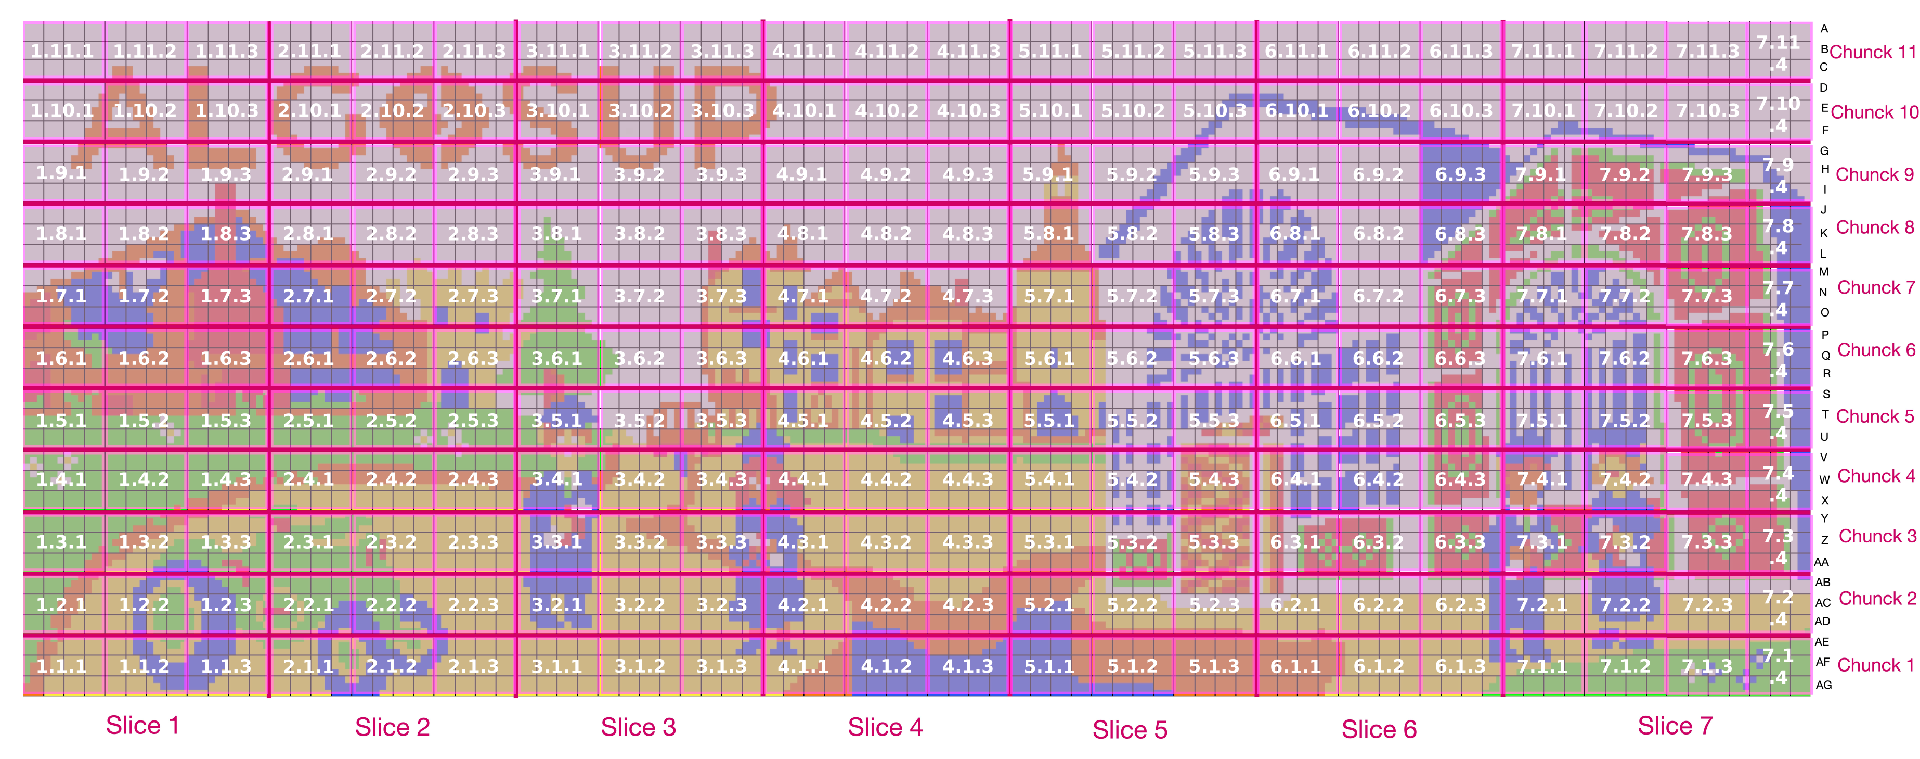 A
1.11.1 1.11.2 1.11.3 2.11.1 2.11.2 2.11.3 3.11.1 3.11.2 3.11.3 4.11.1 4.11.2 4.11.3 5.11.1 5.11.2 5.11.3 6.11.1 6.11.2 6.11.3 7.11.1 7.11.2 7.11.3 7.11.4 B Chunck 11
C
ALGOSUR
D
1.10.1 1.10.2 1.10.3 2.10.1 2.10.2 2.10.3 3.10.1 3.10.2 3.10.3 4.10.1 4.10.2 4.10.3 5.10.1 5.10.2 5.10.3 6.10.1 6.10.2 6.10.3 7.10.1 7.10.2 7.10.3 7.10.4 E Chunck 10
F
G
1.9.1 1.9.2 1.9.3 2.9.1 2.9.2 2.9.3 3.9.1 3.9.2 3.9.3 4.9.1 4.9.2 4.9.3 5.9.1 5.9.2 5.9.3 6.9.1 6.9.2 6.9.3 7.9.1 7.9.2 7.9.3 7.9.4 H Chunck 9
I
J
1.8.1 1.8.2 1.8.3 2.8.1 2.8.2 2.8.3 3.8.1 3.8.2 3.8.3 4.8.1 4.8.2 4.8.3 5.8.1 5.8.2 5.8.3 6.8.1 6.8.2 6.8.3 7.8.1 7.8.2 7.8.3 7.8.4 K Chunck 8
L
M
1.7.1 1.7.2 1.7.3 2.7.1 2.7.2 2.7.3 3.7.1 3.7.2 3.7.3 4.7.1 4.7.2 4.7.3 5.7.1 5.7.2 5.7.3 6.7.1 6.7.2 6.7.3 7.7.1 7.7.2 7.7.3 7.7.4 N Chunck 7
O
P
1.6.1 1.6.2 1.6.3 2.6.1 2.6.2 2.6.3 3.6.1 3.6.2 3.6.3 4.6.1 4.6.2 4.6.3 5.6.1 5.6.2 5.6.3 6.6.1 6.6.2 6.6.3 7.6.1 7.6.2 7.6.3 7.6.4 Q Chunck 6
R
S
1.5.1 1.5.2 1.5.3 2.5.1 2.5.2 2.5.3 3.5.1 3.5.2 3.5.3 4.5.1 4.5.2 4.5.3 5.5.1 5.5.2 5.5.3 6.5.1 6.5.2 6.5.3 7.5.1 7.5.2 7.5.3 7.5.4 T Chunck 5
U
V
1.4.1 1.4.2 1.4.3 2.4.1 2.4.2 2.4.3 3.4.1 3.4.2 3.4.3 4.4.1 4.4.2 4.4.3 5.4.1 5.4.2 5.4.3 6.4.1 6.4.2 6.4.3 7.4.1 7.4.2 7.4.3 7.4.4 W Chunck 4
X
Y
1.3.1 1.3.2 1.3.3 2.3.1 2.3.2 2.3.3 3.3.1 3.3.2 3.3.3 4.3.1 4.3.2 4.3.3 5.3.1 5.3.2 5.3.3 6.3.1 6.3.2 6.3.3 7.3.1 7.3.2 7.3.3 7.3.4 Z Chunck 3
AA
AB
1.2.1 1.2.2 1.2.3 2.2.1 2.2.2 2.2.3 3.2.1 3.2.2 3.2.3 4.2.1 4.2.2 4.2.3 5.2.1 5.2.2 5.2.3 6.2.1 6.2.2 6.2.3 7.2.1 7.2.2 7.2.3 7.2.4 AC Chunck 2
AD
AE
1.1.1 1.1.2 1.1.3 2.1.1 2.1.2 2.1.3 3.1.1 3.1.2 3.1.3 4.1.1 4.1.2 4.1.3 5.1.1 5.1.2 5.1.3 6.1.1 6.1.2 6.1.3 7.1.1 7.1.2 7.1.3 7.1.4 AF Chunck 1
AG
Slice 1 Slice 2 Slice 3 Slice 4 Slice 5 Slice 6 Slice 7